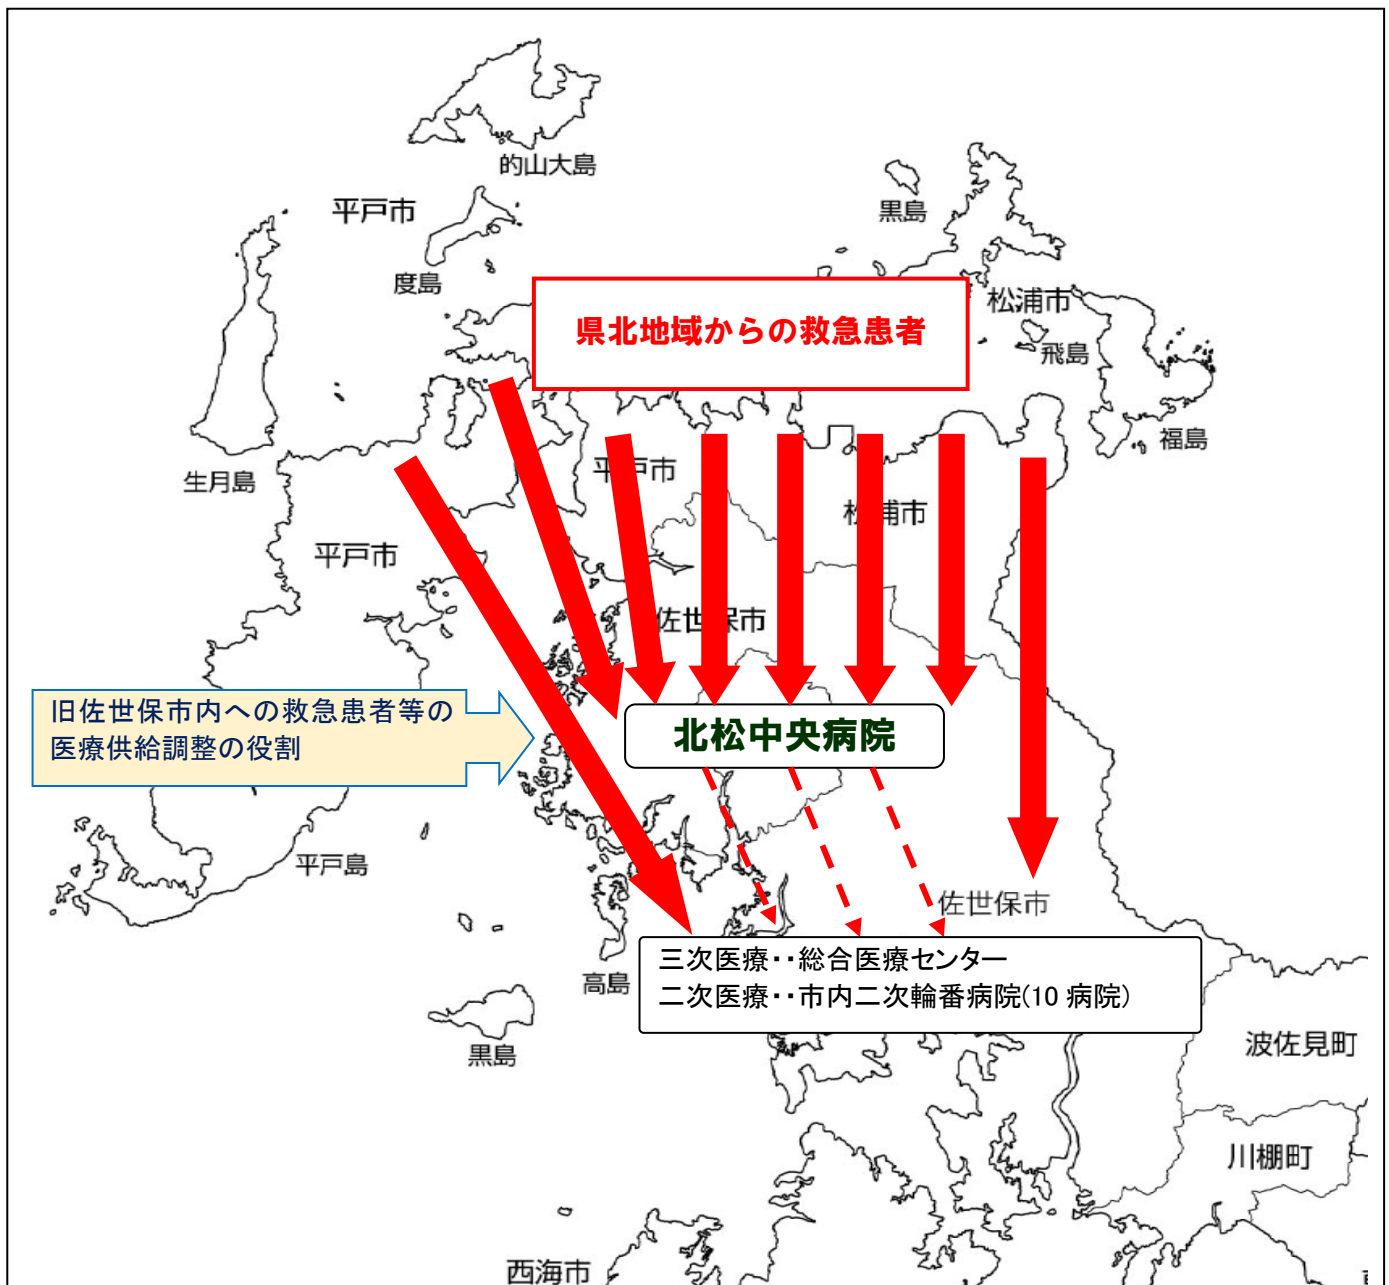 的山大島
平戸市
黒島
度島
松浦市
県北地域からの救急患者
飛島
福島
生月島
平戸市
松浦市
平戸市
佐世保市
旧佐世保市内への救急患者等の
医療供給調整の役割
北松中央病院
平戸島
佐世保市
三次医療・・総合医療センター
二次医療・・市内二次輪番病院(10 病院)
高島
黒島
波佐見町
川棚町
西海市